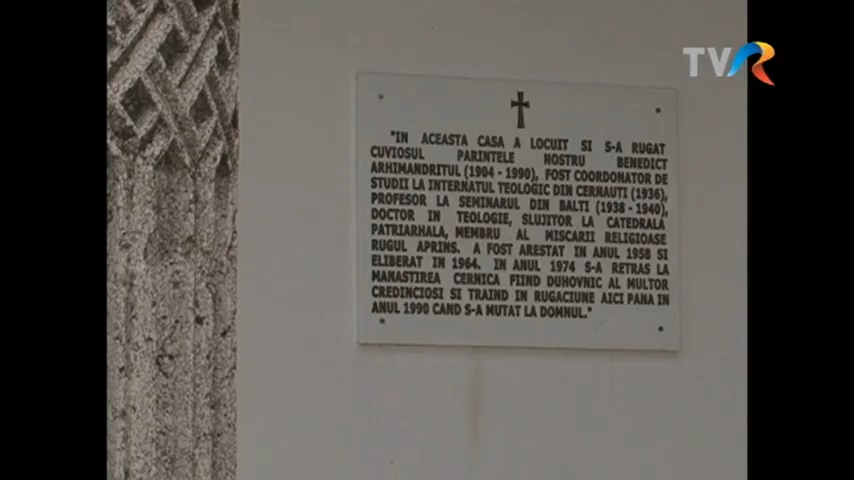 TVR
"IN ACEASTA CASA A LOCUIT SI S-A RUGAT
CUVIOSUL PARINTELE NOSTRU BENEDICT
ARHIMANDRITUL (1904 - 1990), FOST COORDONATOR DE
STUDII LA INTERNATUL TEOLOGIC DIN CERNAUTI (1936),
PROFESOR LA SEMINARUL DIN BALTI (1938 - 1940),
DOCTOR IN TEOLOGIE, SLUJITOR LA CATEDRALA
PATRIARHALA, MEMBRU AL MISCARII RELIGIOASE
RUGUL APRINS. A FOST ARESTAT IN ANUL 1958 SI
ELIBERAT IN 1964. IN ANUL 1974 S-A RETRAS LA
MANASTIREA CERNICA FIIND DUHOVNIC AL MULTOR
CREDINCIOSI SI TRAIND IN RUGACIUNE AICI PANA IN
ANUL 1990 CAND S-A MUTAT LA DOMNUL."